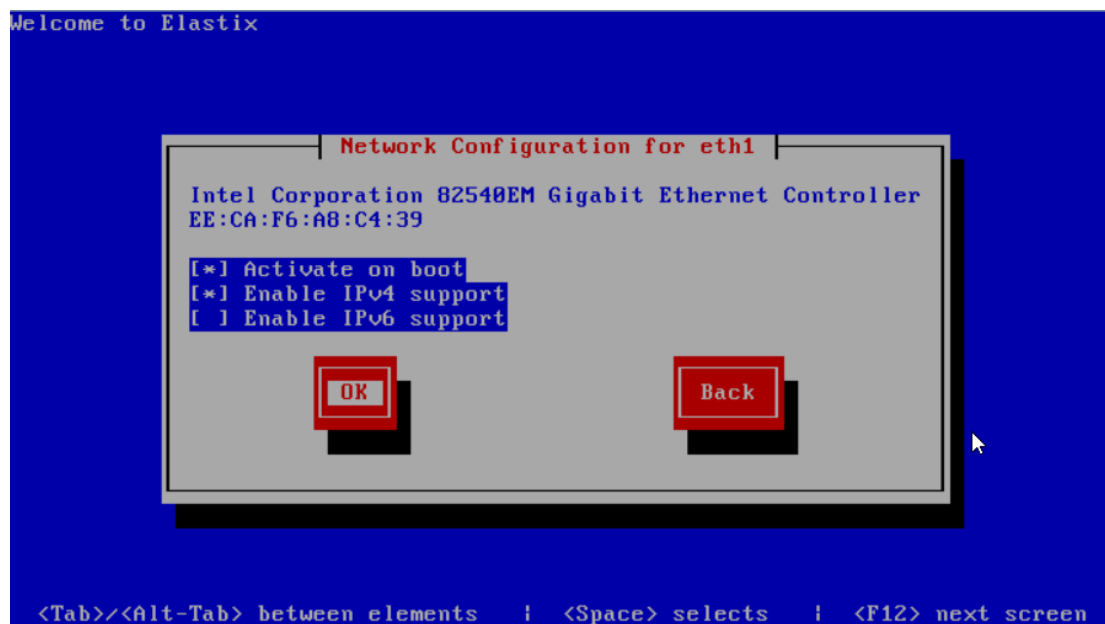 Welcome to Elastix
Network Configuration for eth1
Intel Corporation 82540EM Gigabit Ethernet Controller
EE:CA:F6:A8:C4:39
[*] Activate on boot
[*] Enable IPv4 support
[ ] Enable IPv6 support
OK Back
<Tab>/<Alt-Tab> between elements | <Space> selects | <F12> next screen